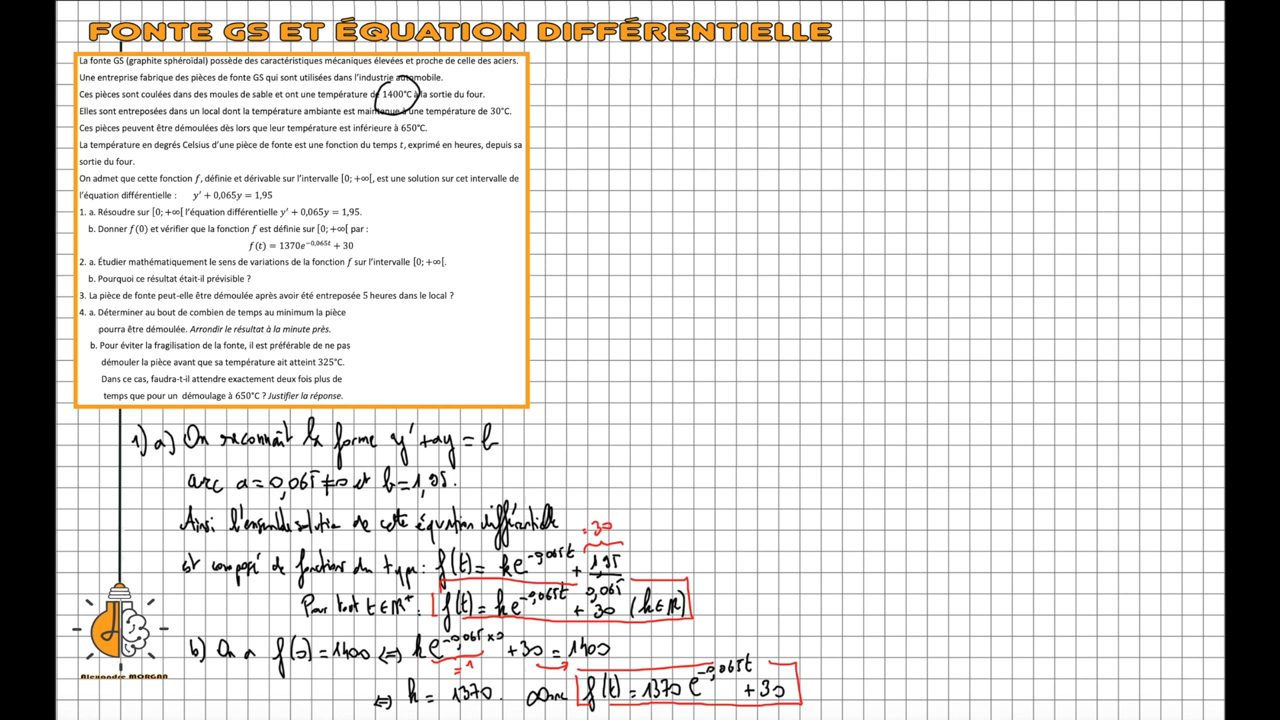 FONTE GS ET ÉQUATION DIFFÉRENTIELLE
La fonte GS (graphite sphéroïdal) possède des caractéristiques mécaniques élevées et proche de celle des aciers.
Une entreprise fabrique des pièces de fonte GS qui sont utilisées dans l'industrie automobile.
Ces pièces sont coulées dans des moules de sable et ont une température de 1400°C à la sortie du four.
Elles sont entreposées dans un local dont la température ambiante est maintenue à une température de 30°C.
Ces pièces peuvent être démoulées dès lors que leur température est inférieure à 650°C.
La température en degrés Celsius d'une pièce de fonte est une fonction du temps t, exprimé en heures, depuis sa
sortie du four.
On admet que cette fonction f, définie et dérivable sur l'intervalle [0; +∞[, est une solution sur cet intervalle de
l'équation différentielle : y' + 0,065y = 1,95
1. a. Résoudre sur [0; +∞[ l'équation différentielle y' + 0,065y = 1,95.
b. Donner f(0) et vérifier que la fonction f est définie sur [0; +∞[ par :
f(t) = 1370e^{-0,065t} + 30
2. a. Étudier mathématiquement le sens de variations de la fonction f sur l'intervalle [0; +∞[.
b. Pourquoi ce résultat était-il prévisible ?
3. La pièce de fonte peut-elle être démoulée après avoir été entreposée 5 heures dans le local ?
4. a. Déterminer au bout de combien de temps au minimum la pièce
pourra être démoulée. Arrondir le résultat à la minute près.
b. Pour éviter la fragilisation de la fonte, il est préférable de ne pas
démouler la pièce avant que sa température ait atteint 325°C.
Dans ce cas, faudra-t-il attendre exactement deux fois plus de
temps que pour un démoulage à 650°C ? Justifier la réponse.
1) a) On reconnaît la forme y' + ay = b
avec a = 0,065 ≠ 0 et b = 1,95.
Ainsi l'ensemble solution de cette équation différentielle
= 30
est composé de fonctions du type : f(t) = ke^{-0,065t} + 1,95/0,065
Pour tout t ∈ R⁺ : f(t) = ke^{-0,065t} + 30 (k ∈ R)
b) On a f(0) = 1400 ⟺ ke^{-0,065×0} + 30 = 1400
= 1
⟺ k = 1370. Donc f(t) = 1370 e^{-0,065t} + 30
Alexandre MORGAN